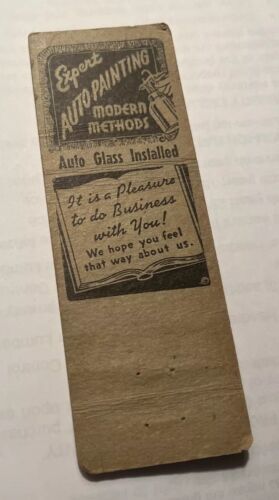 Expert
AUTO PAINTING
MODERN
METHODS
Auto Glass Installed
It is a Pleasure
to do Business
with You!
We hope you feel
that way about us.